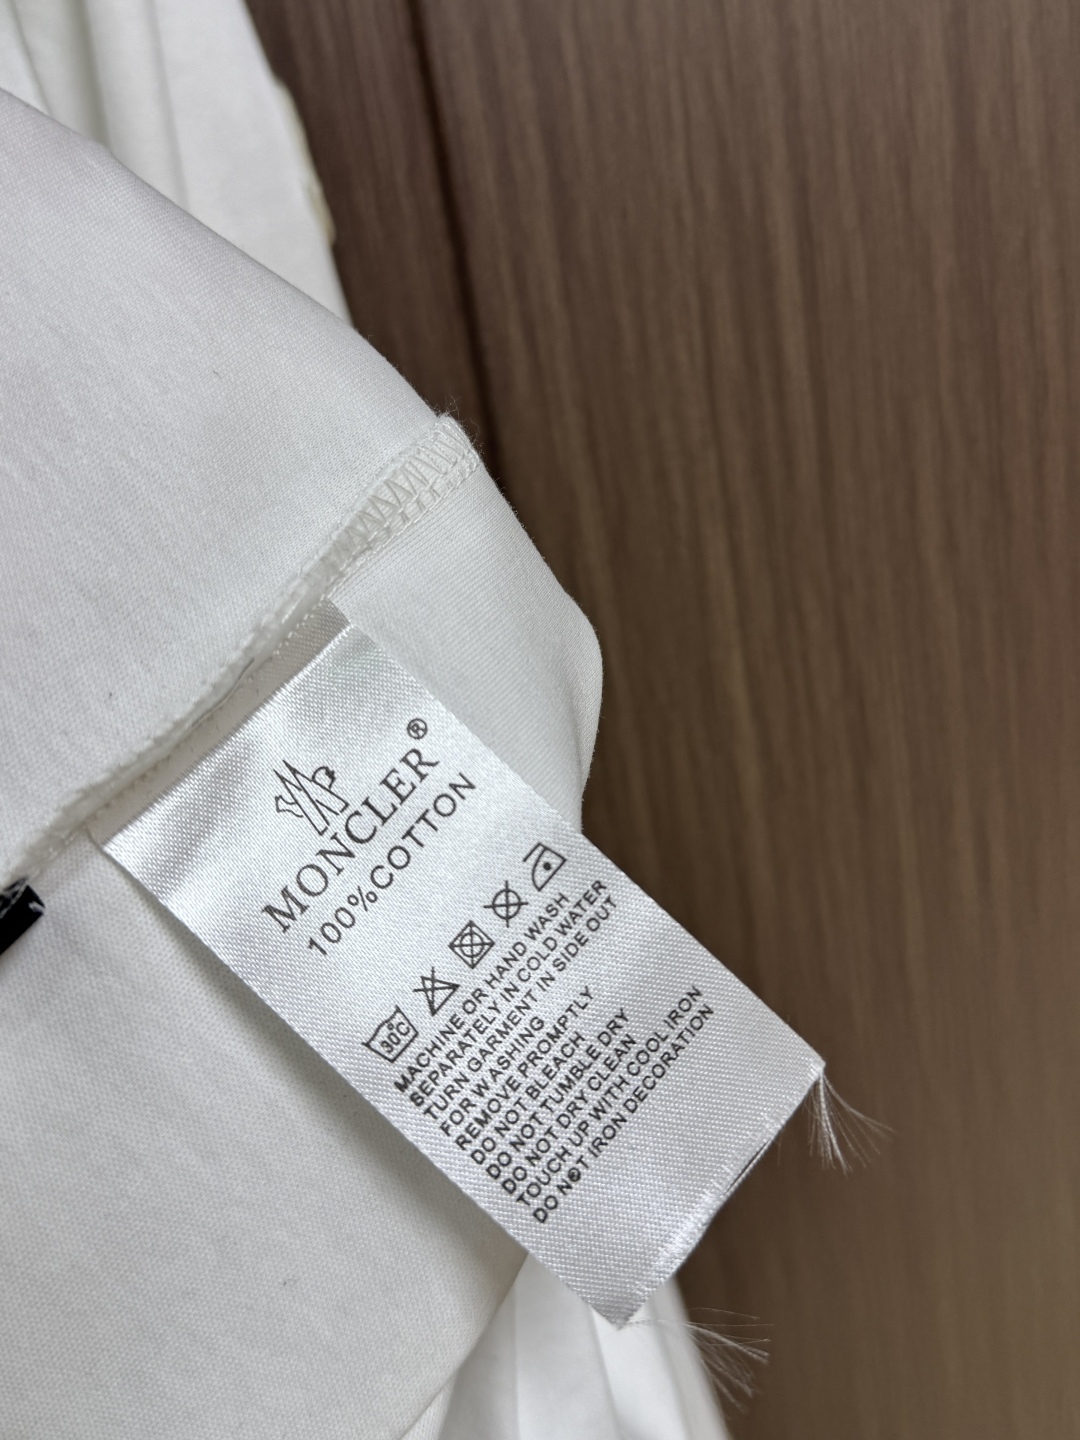 MONCLER®
100%COTTON
30°C
MACHINE OR HAND WASH
SEPARATELY IN COLD WATER
TURN GARMENT IN SIDE OUT
FOR WASHING
REMOVE PROMPTLY
DO NOT BLEACH
DO NOT TUMBLE DRY
DO NOT DRY CLEAN
TOUCH UP WITH COOL IRON
DO NOT IRON DECORATION